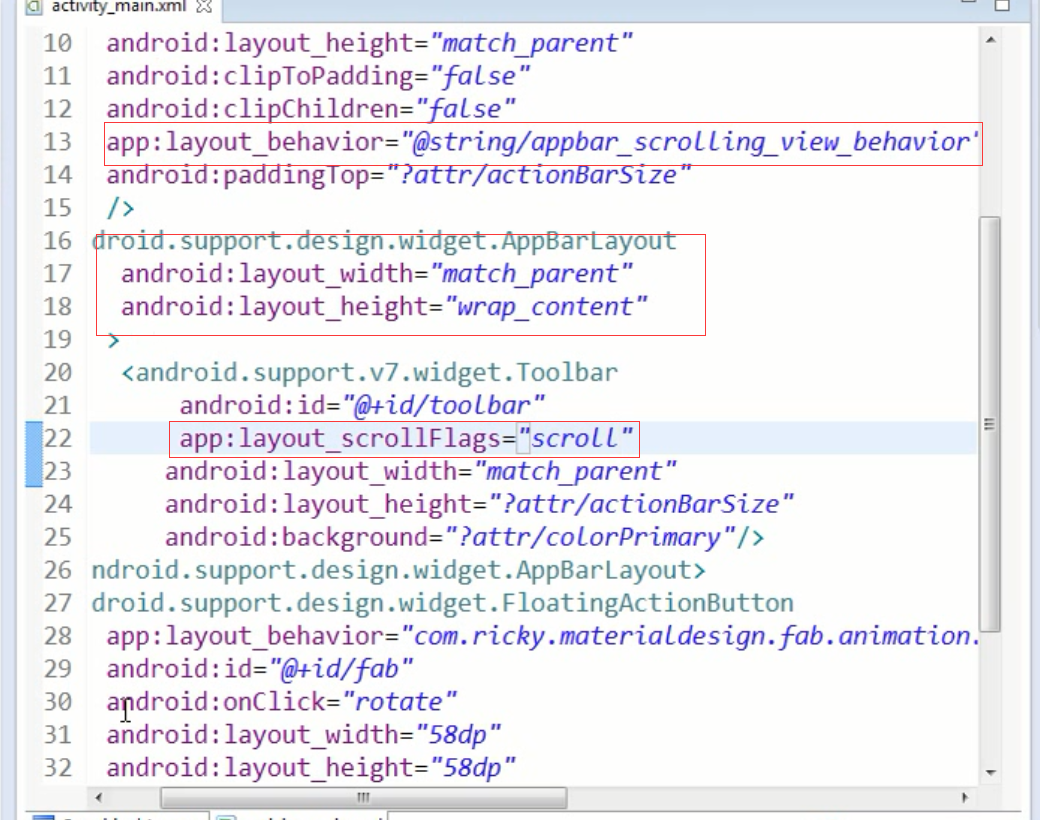 activity_main.xml
10 android:layout_height="match_parent"
11 android:clipToPadding="false"
12 android:clipChildren="false"
13 app:layout_behavior="@string/appbar_scrolling_view_behavior"
14 android:paddingTop="?attr/actionBarSize"
15 />
16 droid.support.design.widget.AppBarLayout
17 android:layout_width="match_parent"
18 android:layout_height="wrap_content"
19 >
20 <android.support.v7.widget.Toolbar
21 android:id="@+id/toolbar"
22 app:layout_scrollFlags="scroll"
23 android:layout_width="match_parent"
24 android:layout_height="?attr/actionBarSize"
25 android:background="?attr/colorPrimary"/>
26 ndroid.support.design.widget.AppBarLayout>
27 droid.support.design.widget.FloatingActionButton
28 app:layout_behavior="com.ricky.materialdesign.fab.animation.
29 android:id="@+id/fab"
30 android:onClick="rotate"
31 android:layout_width="58dp"
32 android:layout_height="58dp"